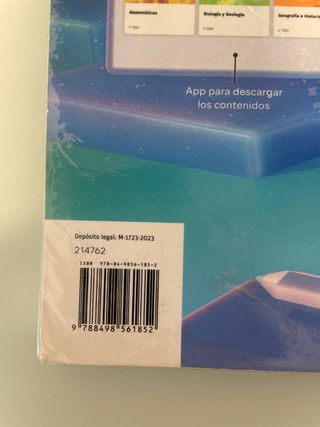 Matemáticas
Biología y Geología
Geografía e Historia
App para descargar
los contenidos
Depósito legal: M-1723-2023
214762
ISBN 978-84-9856-185-2
9 788498 561852